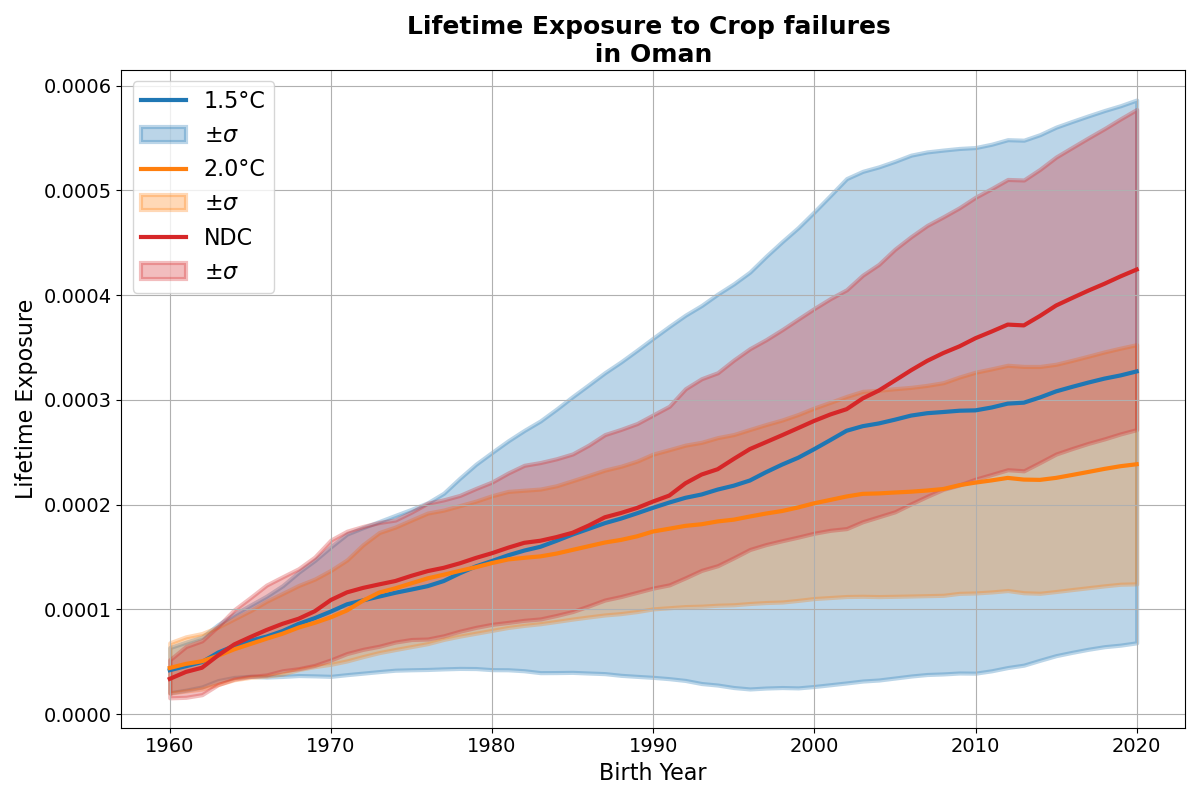 Lifetime Exposure to Crop failures
in Oman
0.0006
0.0005
0.0004
0.0003
0.0002
0.0001
0.0000
Lifetime Exposure
1.5°C
±σ
2.0°C
±σ
NDC
±σ
1960
1970
1980
1990
2000
2010
2020
Birth Year